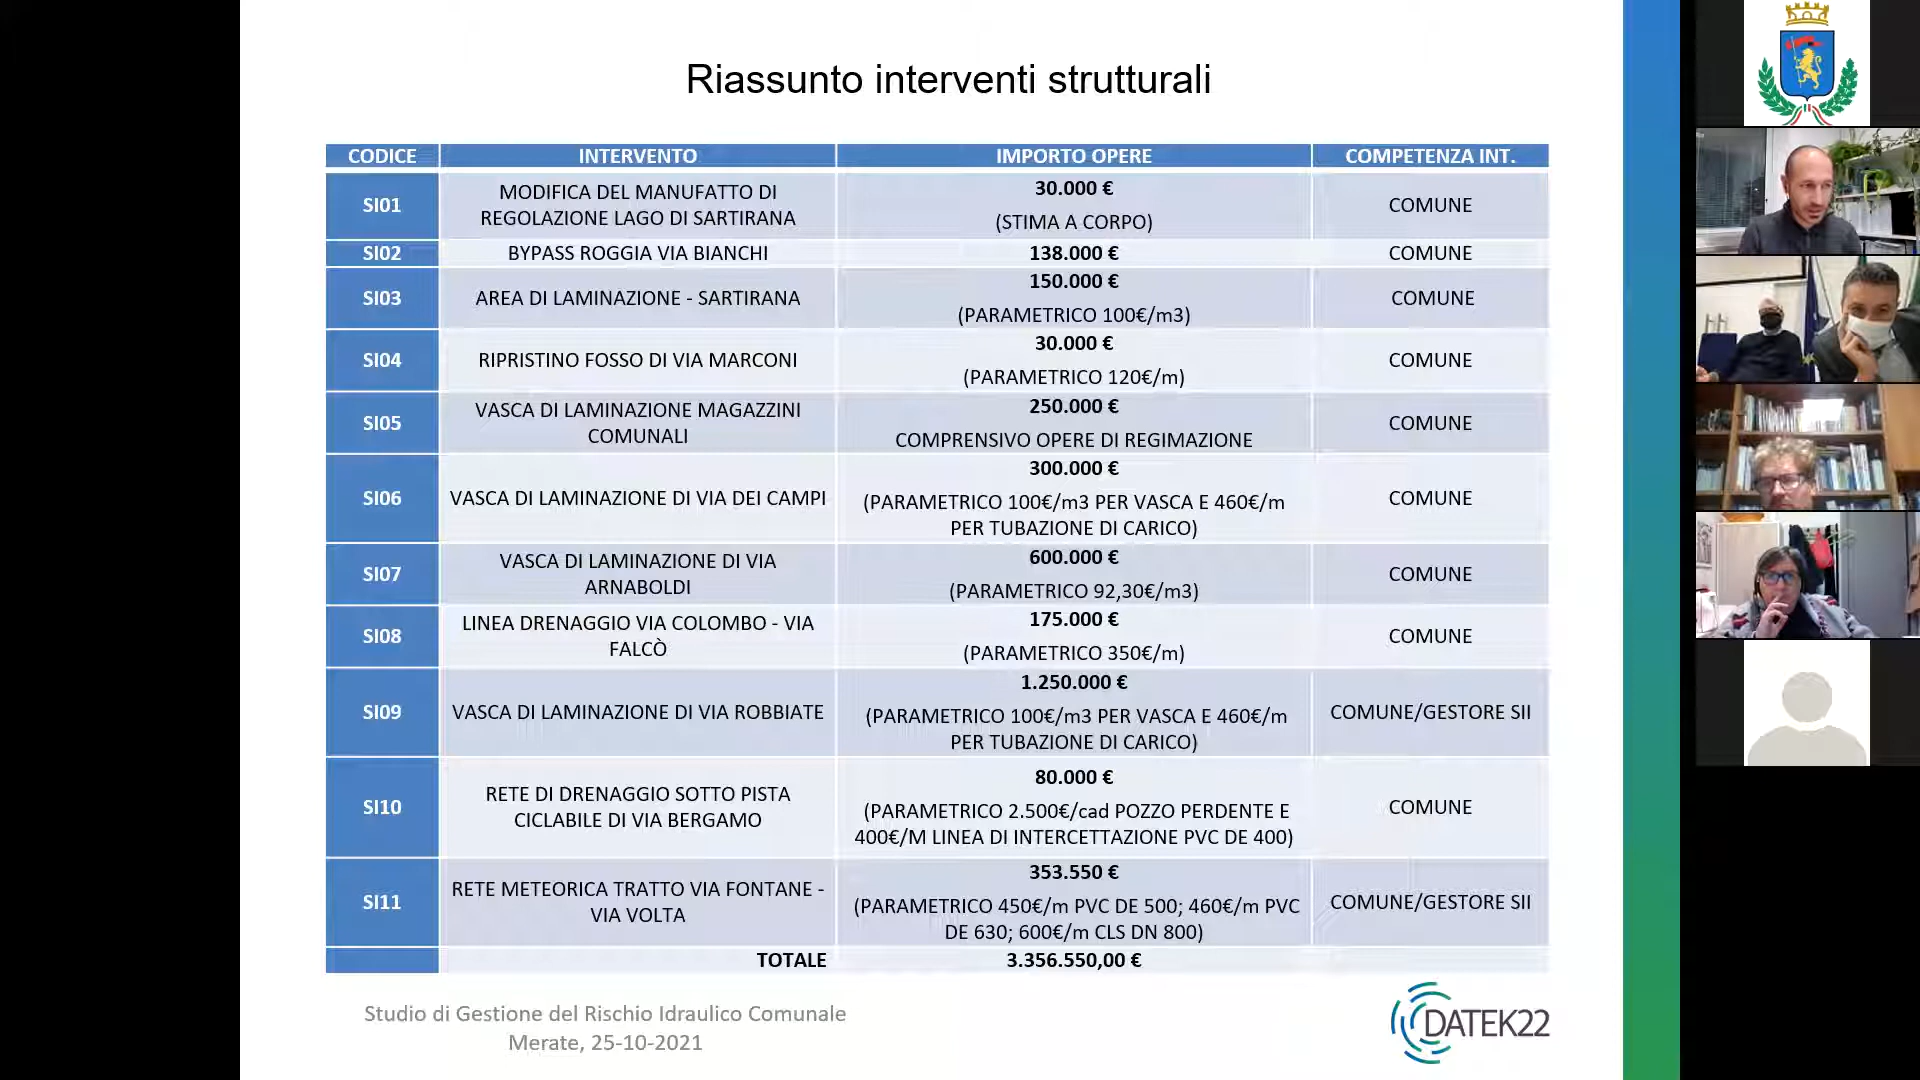 Riassunto interventi strutturali
CODICE INTERVENTO IMPORTO OPERE COMPETENZA INT.
SI01
MODIFICA DEL MANUFATTO DI
REGOLAZIONE LAGO DI SARTIRANA
30.000 €
(STIMA A CORPO)
COMUNE
SI02 BYPASS ROGGIA VIA BIANCHI 138.000 € COMUNE
SI03 AREA DI LAMINAZIONE - SARTIRANA
150.000 €
(PARAMETRICO 100€/m3)
COMUNE
SI04 RIPRISTINO FOSSO DI VIA MARCONI
30.000 €
(PARAMETRICO 120€/m)
COMUNE
SI05
VASCA DI LAMINAZIONE MAGAZZINI
COMUNALI
250.000 €
COMPRENSIVO OPERE DI REGIMAZIONE
COMUNE
SI06 VASCA DI LAMINAZIONE DI VIA DEI CAMPI
300.000 €
(PARAMETRICO 100€/m3 PER VASCA E 460€/m
PER TUBAZIONE DI CARICO)
COMUNE
SI07
VASCA DI LAMINAZIONE DI VIA
ARNABOLDI
600.000 €
(PARAMETRICO 92,30€/m3)
COMUNE
SI08
LINEA DRENAGGIO VIA COLOMBO - VIA
FALCÒ
175.000 €
(PARAMETRICO 350€/m)
COMUNE
SI09 VASCA DI LAMINAZIONE DI VIA ROBBIATE
1.250.000 €
(PARAMETRICO 100€/m3 PER VASCA E 460€/m
PER TUBAZIONE DI CARICO)
COMUNE/GESTORE SII
SI10
RETE DI DRENAGGIO SOTTO PISTA
CICLABILE DI VIA BERGAMO
80.000 €
(PARAMETRICO 2.500€/cad POZZO PERDENTE E
400€/M LINEA DI INTERCETTAZIONE PVC DE 400)
COMUNE
SI11
RETE METEORICA TRATTO VIA FONTANE -
VIA VOLTA
353.550 €
(PARAMETRICO 450€/m PVC DE 500; 460€/m PVC
DE 630; 600€/m CLS DN 800)
COMUNE/GESTORE SII
TOTALE 3.356.550,00 €
Studio di Gestione del Rischio Idraulico Comunale
Merate, 25-10-2021
DATEK22